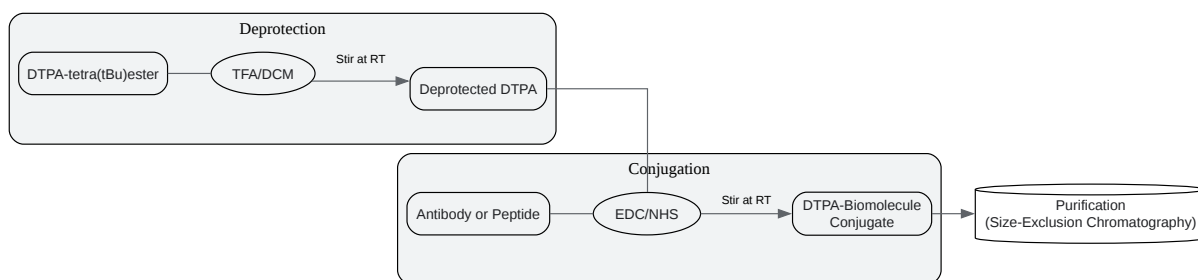 Deprotection
DTPA-tetra(tBu)ester
TFA/DCM
Stir at RT
Deprotected DTPA
Conjugation
Antibody or Peptide
EDC/NHS
Stir at RT
DTPA-Biomolecule
Conjugate
Purification
(Size-Exclusion Chromatography)